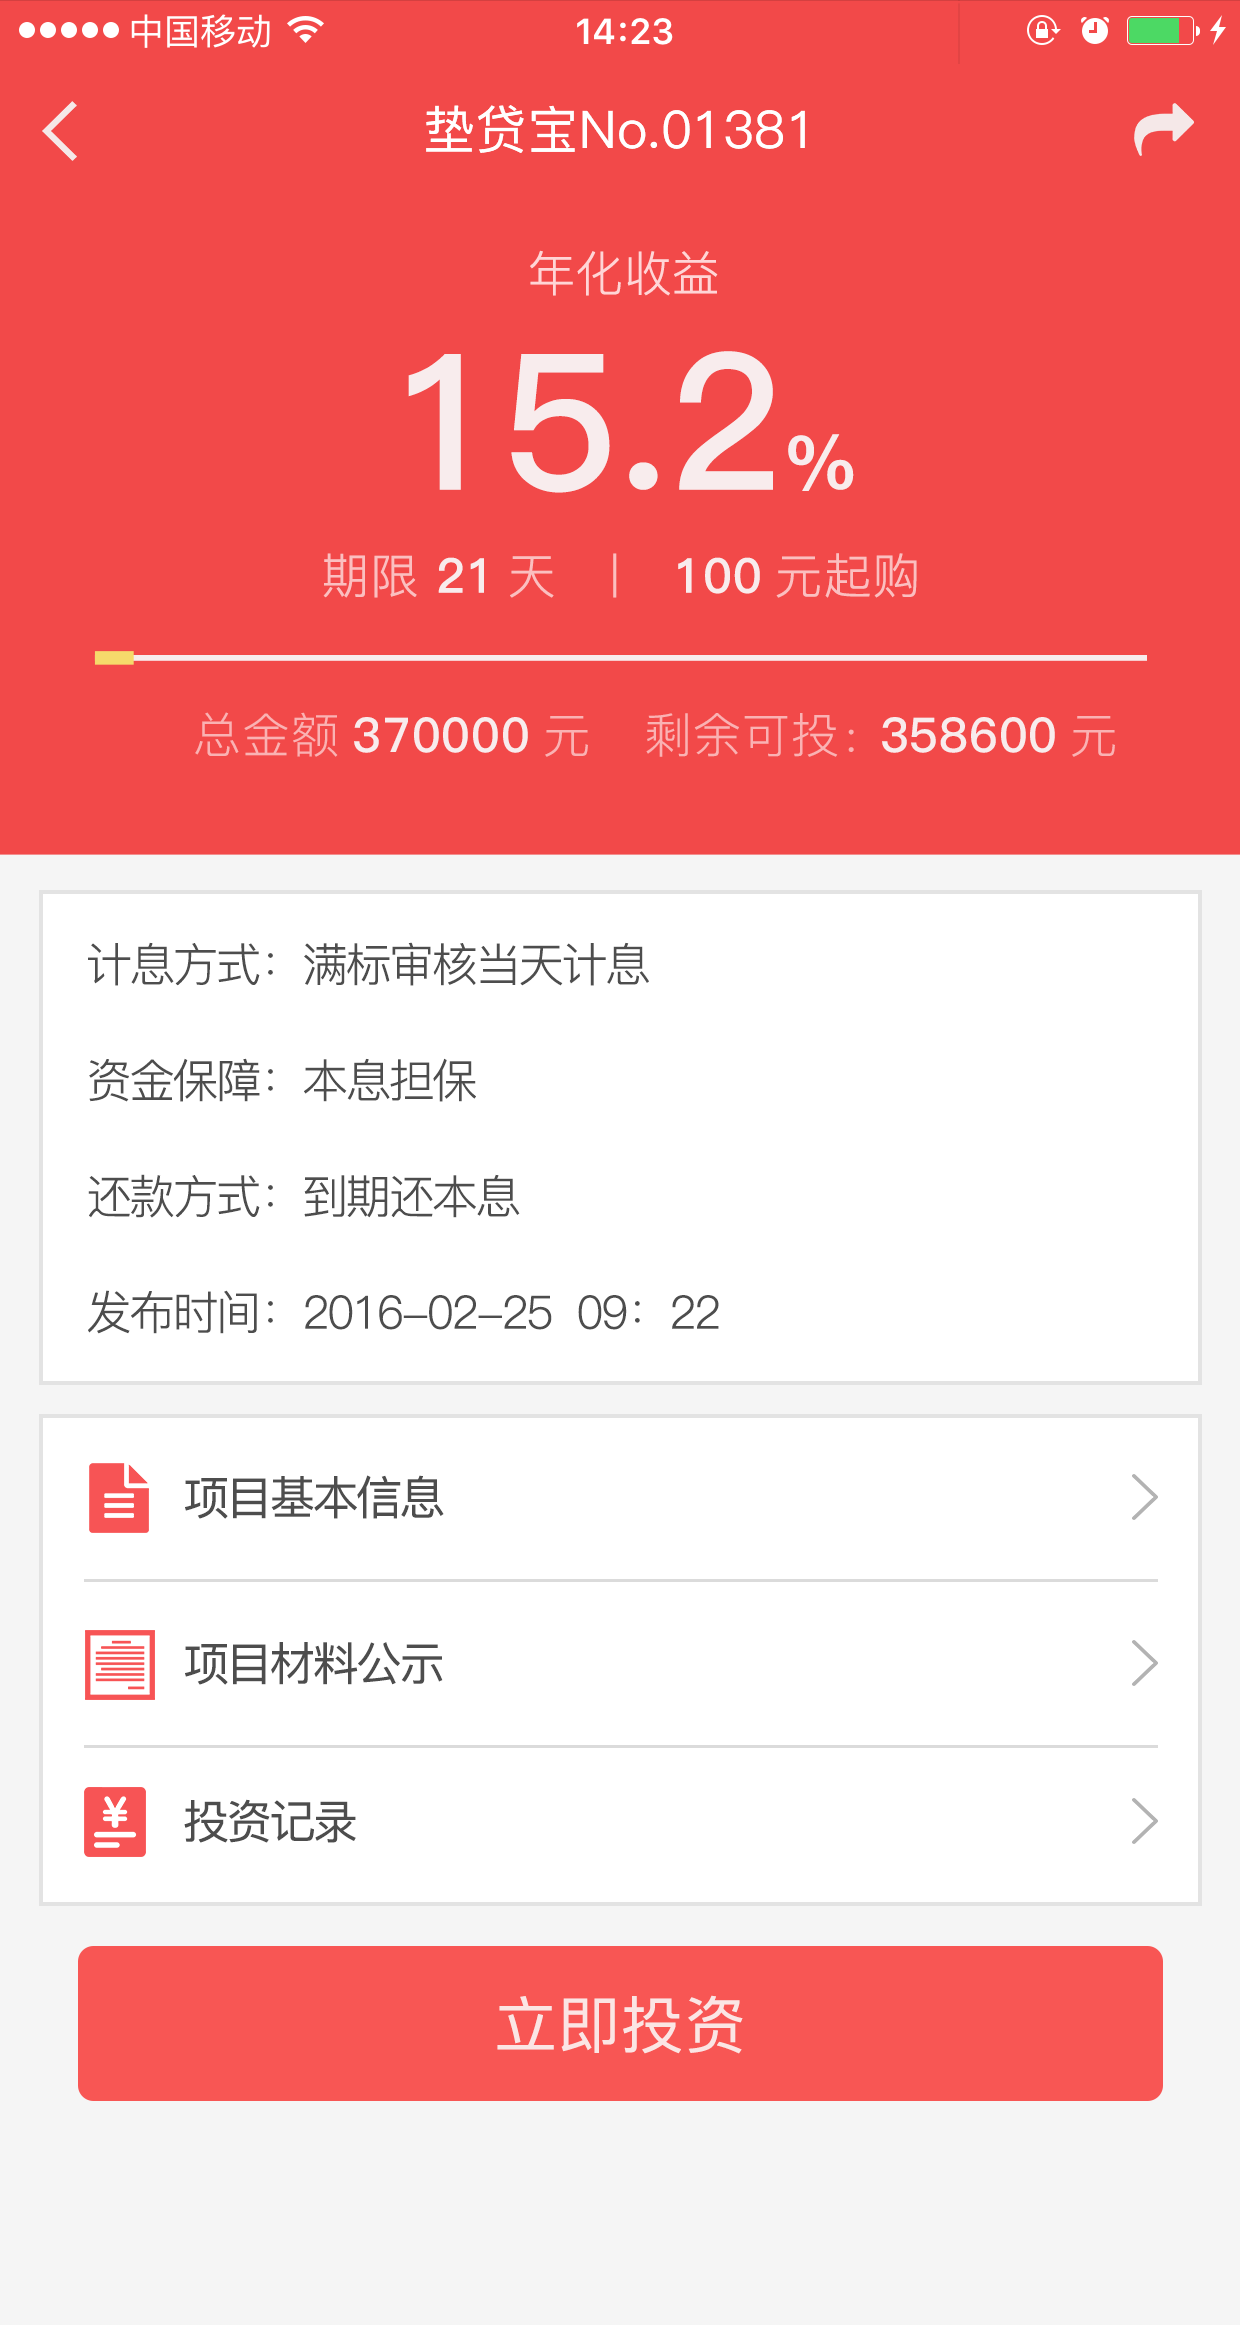 中国移动 14:23
垫贷宝No.01381
年化收益
15.2%
期限 21 天 | 100 元起购
总金额 370000 元 剩余可投：358600 元
计息方式：满标审核当天计息
资金保障：本息担保
还款方式：到期还本息
发布时间：2016-02-25 09：22
项目基本信息
项目材料公示
¥ 投资记录
立即投资